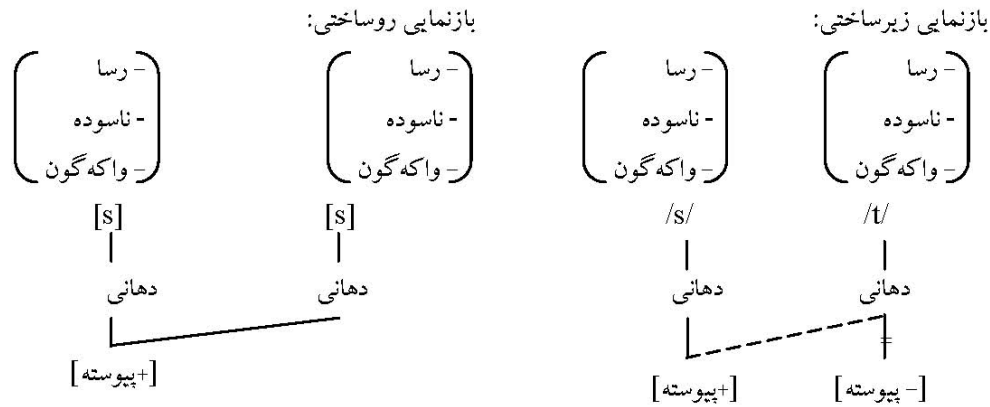 بازنمایی زیرساختی: بازنمایی روساختی:
– رسا – رسا – رسا – رسا
- ناسوده - ناسوده - ناسوده - ناسوده
– واکه‌گون – واکه‌گون – واکه‌گون – واکه‌گون
/t/ /s/ [s] [s]
دهانی دهانی دهانی دهانی
[– پیوسته] [+پیوسته] [+پیوسته]